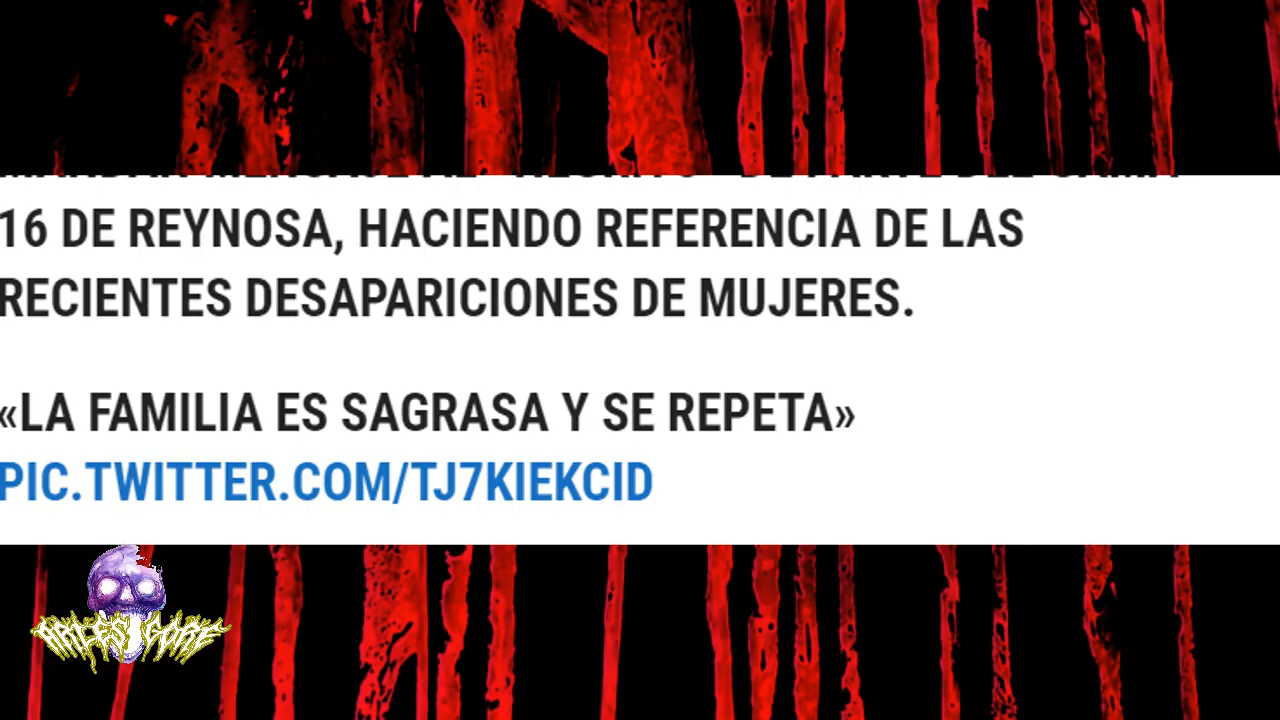 16 DE REYNOSA, HACIENDO REFERENCIA DE LAS
RECIENTES DESAPARICIONES DE MUJERES.
«LA FAMILIA ES SAGRASA Y SE REPETA»
PIC.TWITTER.COM/TJ7KIEKCID